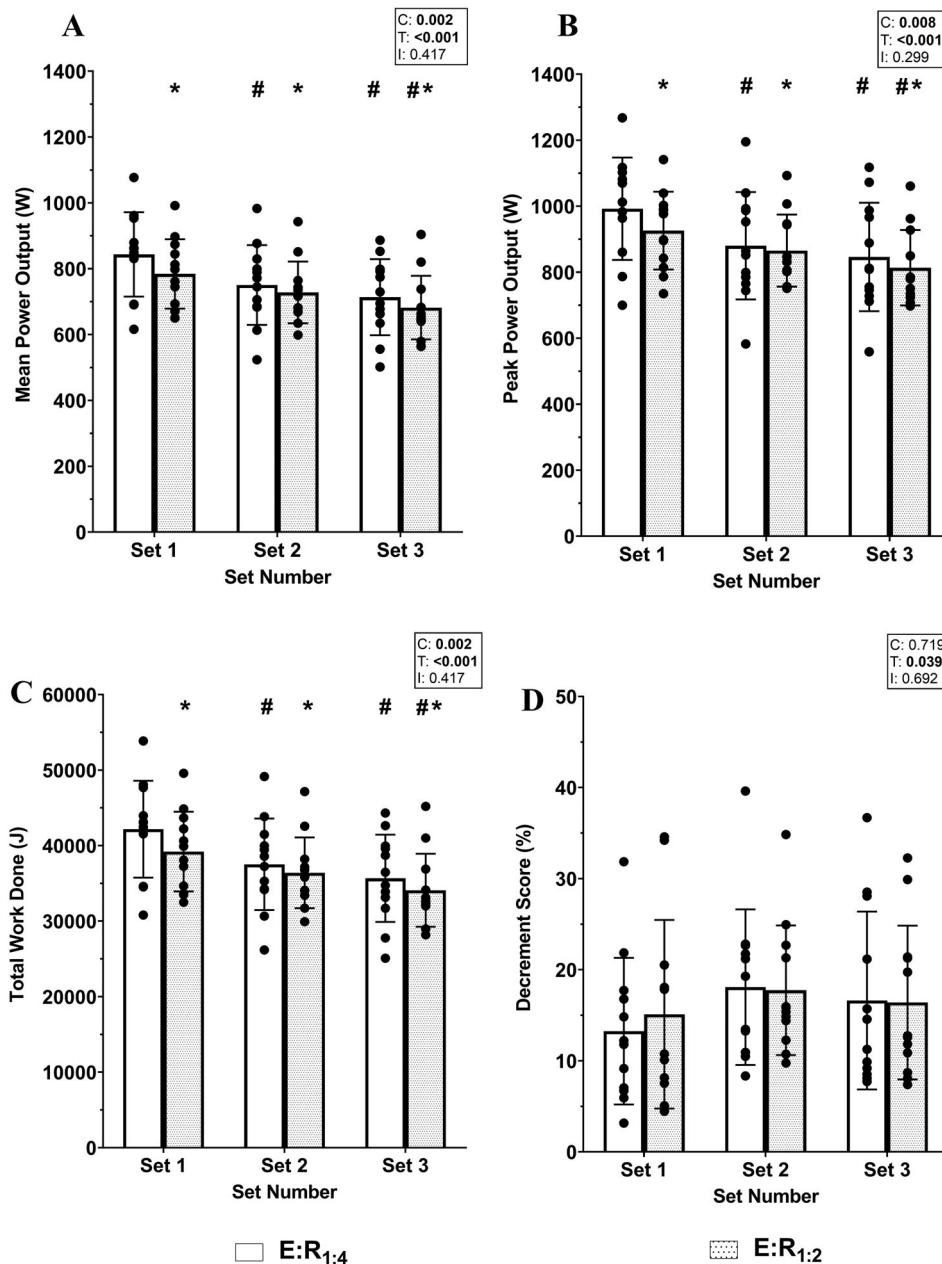 A
C: 0.002
T: <0.001
I: 0.417
1400
1200
1000
800
600
400
200
0
Mean Power Output (W)
* # * # #*
Set 1 Set 2 Set 3
Set Number
B
C: 0.008
T: <0.001
I: 0.299
1400
1200
1000
800
600
400
200
0
Peak Power Output (W)
* # * # #*
Set 1 Set 2 Set 3
Set Number
C
C: 0.002
T: <0.001
I: 0.417
60000
50000
40000
30000
20000
10000
0
Total Work Done (J)
* # * # #*
Set 1 Set 2 Set 3
Set Number
D
C: 0.719
T: 0.039
I: 0.692
50
40
30
20
10
0
Decrement Score (%)
Set 1 Set 2 Set 3
Set Number
E:R1:4
E:R1:2